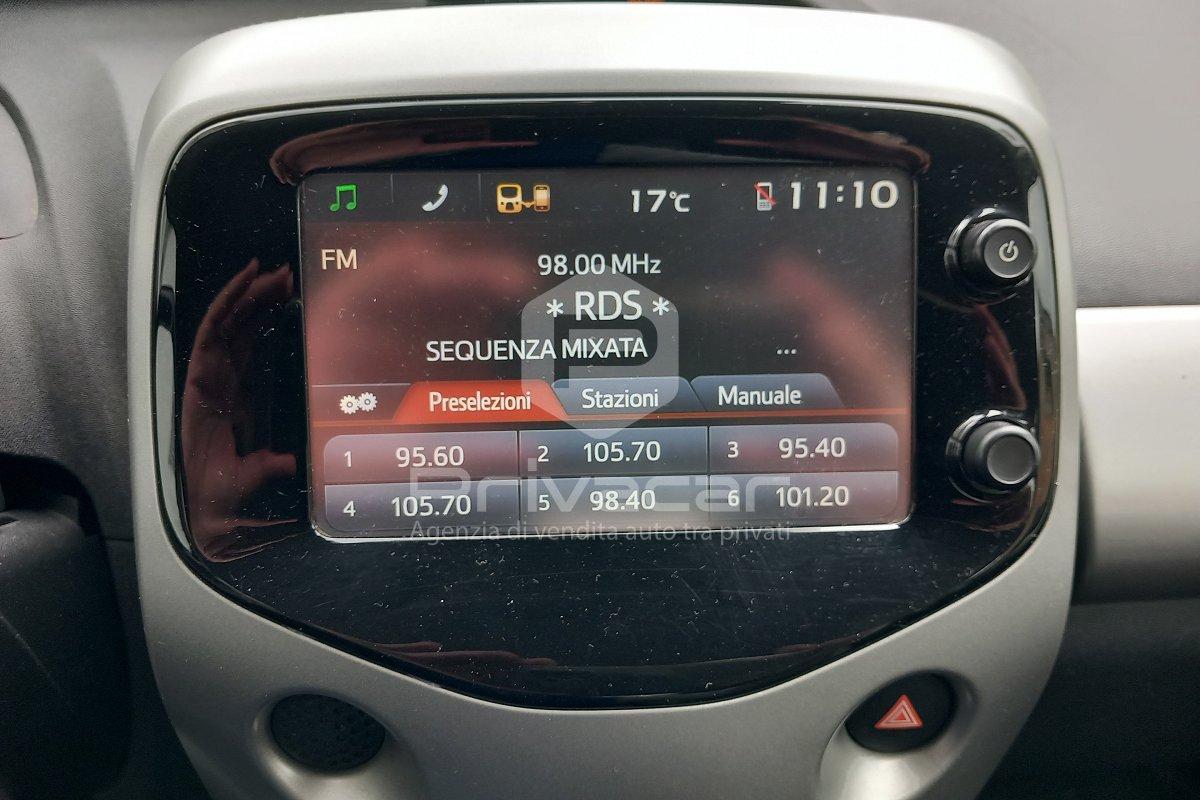 17°C 11:10
FM
98.00 MHz
* RDS *
SEQUENZA MIXATA ...
Preselezioni Stazioni Manuale
1 95.60 2 105.70 3 95.40
4 105.70 5 98.40 6 101.20
Privacar
Agenzia di vendita auto tra privati